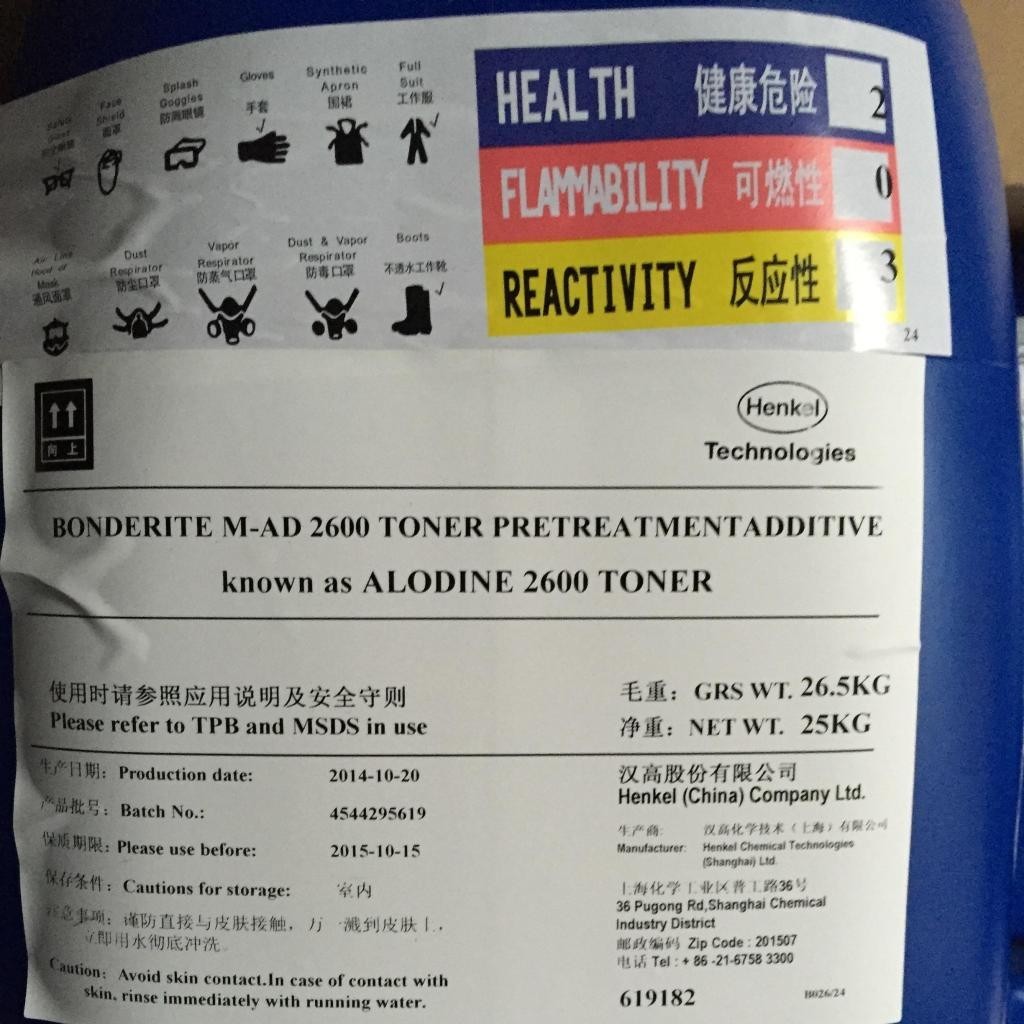 Face
Shield
面罩
Splash
Goggles
防溅眼镜
Gloves
手套
Synthetic
Apron
围裙
Full
Suit
工作服
Air Line
Hood or
Mask
通风面罩
Dust
Respirator
防尘口罩
Vapor
Respirator
防蒸气口罩
Dust & Vapor
Respirator
防毒口罩
Boots
不透水工作靴
HEALTH 健康危险 2
FLAMMABILITY 可燃性 0
REACTIVITY 反应性 3
24
向上
Henkel
Technologies
BONDERITE M-AD 2600 TONER PRETREATMENTADDITIVE
known as ALODINE 2600 TONER
使用时请参照应用说明及安全守则
Please refer to TPB and MSDS in use
毛重: GRS WT. 26.5KG
净重: NET WT. 25KG
生产日期: Production date: 2014-10-20
产品批号: Batch No.: 4544295619
保质期限: Please use before: 2015-10-15
保存条件: Cautions for storage: 室内
注意事项: 谨防直接与皮肤接触, 万一溅到皮肤上,
立即用水彻底冲洗
Caution: Avoid skin contact.In case of contact with
skin, rinse immediately with running water.
汉高股份有限公司
Henkel (China) Company Ltd.
生产商: 汉高化学技术(上海)有限公司
Manufacturer: Henkel Chemical Technologies
(Shanghai) Ltd.
上海化学工业区普工路36号
36 Pugong Rd,Shanghai Chemical
Industry District
邮政编码 Zip Code : 201507
电话 Tel : + 86 -21-6758 3300
619182
B026/24